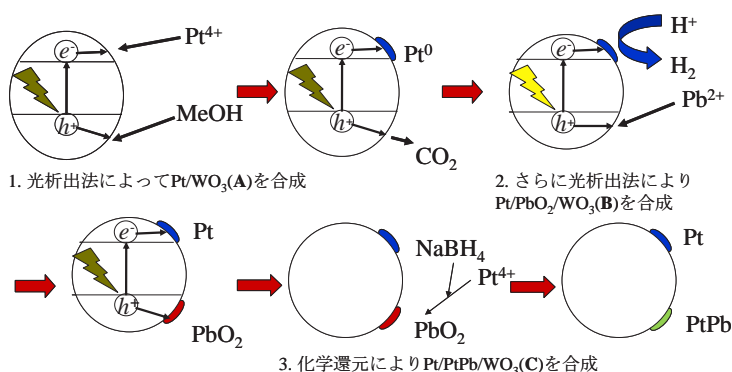 e⁻
Pt⁴⁺
h⁺
MeOH
e⁻
Pt⁰
h⁺
CO₂
e⁻
H⁺
H₂
h⁺
Pb²⁺
1. 光析出法によってPt/WO₃(A)を合成
2. さらに光析出法により
Pt/PbO₂/WO₃(B)を合成
e⁻
Pt
h⁺
PbO₂
NaBH₄
Pt⁴⁺
PbO₂
Pt
PtPb
3. 化学還元によりPt/PtPb/WO₃(C)を合成